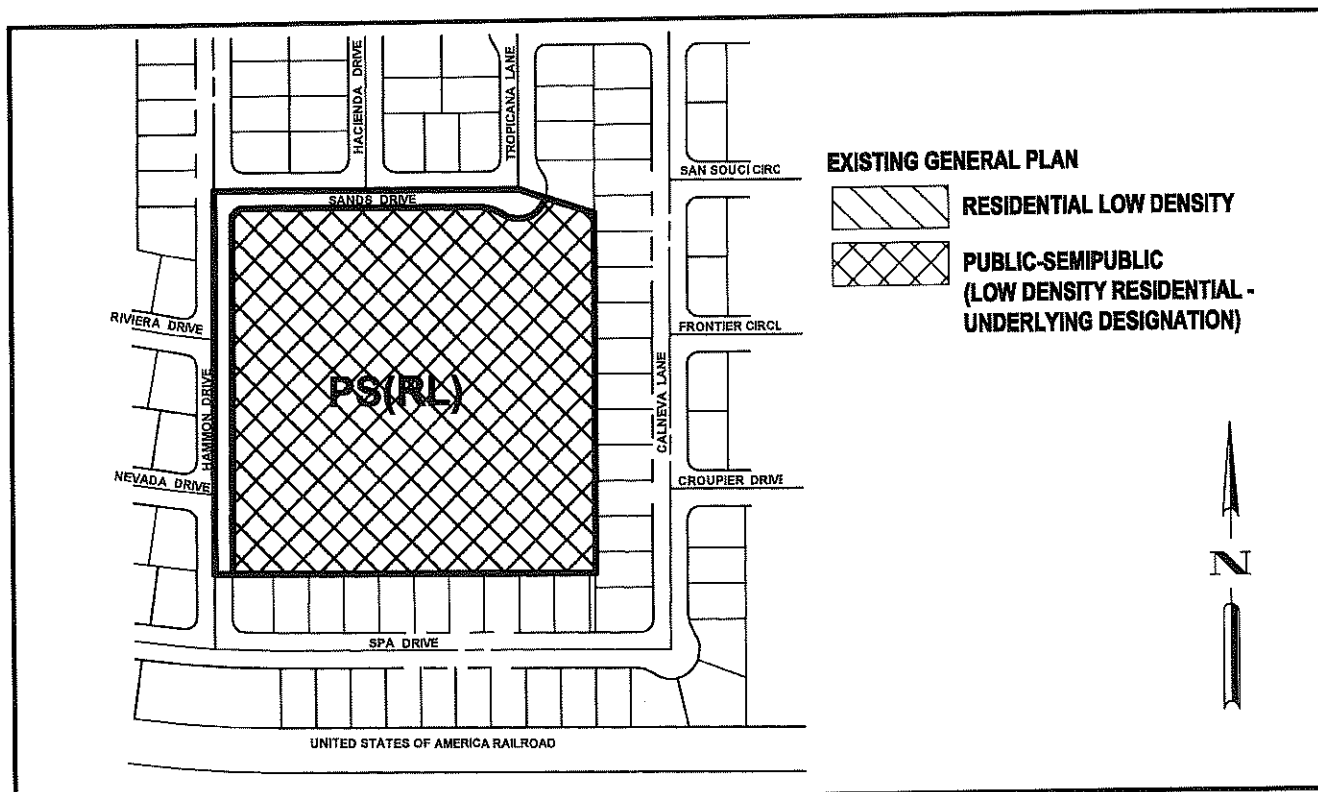 HACIENDA DRIVE
TROPICANA LANE
SANDS DRIVE
SAN SOUCI CIRC
RIVIERA DRIVE
HAMMON DRIVE
NEVADA DRIVE
PS(RL)
CALNEVA LANE
FRONTIER CIRCL
CROUPIER DRIVE
SPA DRIVE
UNITED STATES OF AMERICA RAILROAD
EXISTING GENERAL PLAN
RESIDENTIAL LOW DENSITY
PUBLIC-SEMIPUBLIC
(LOW DENSITY RESIDENTIAL -
UNDERLYING DESIGNATION)
N